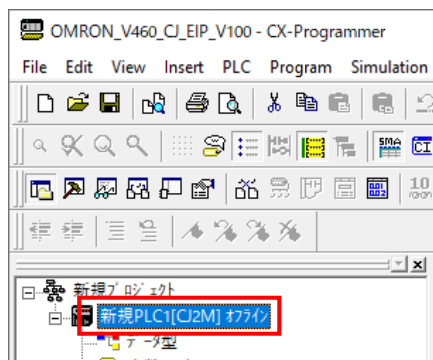 OMRON_V460_CJ_EIP_V100 - CX-Programmer
File Edit View Insert PLC Program Simulation
SMA CI
10
新規プロジェクト
新規PLC1[CJ2M] オフライン
データ型